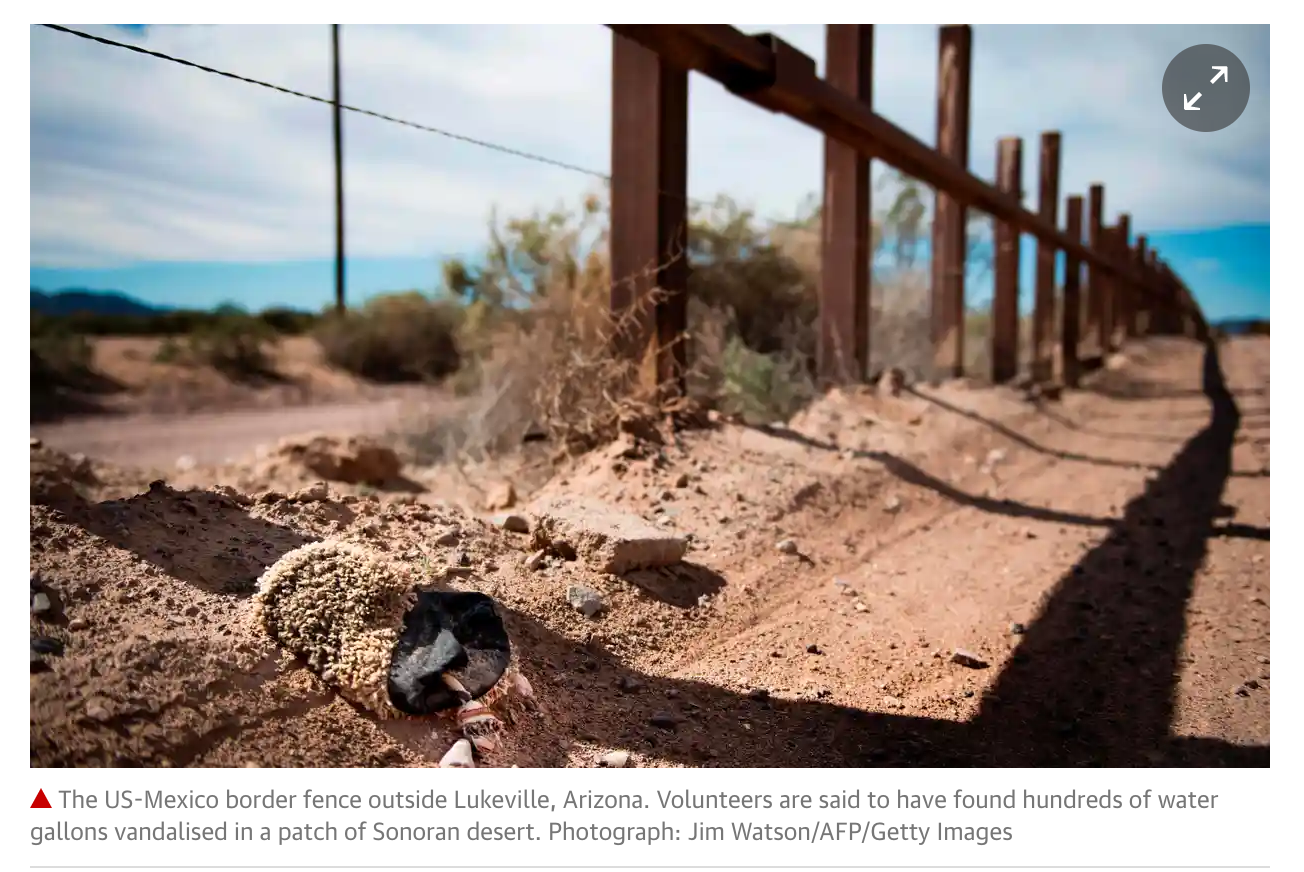 The US-Mexico border fence outside Lukeville, Arizona. Volunteers are said to have found hundreds of water
gallons vandalised in a patch of Sonoran desert. Photograph: Jim Watson/AFP/Getty Images